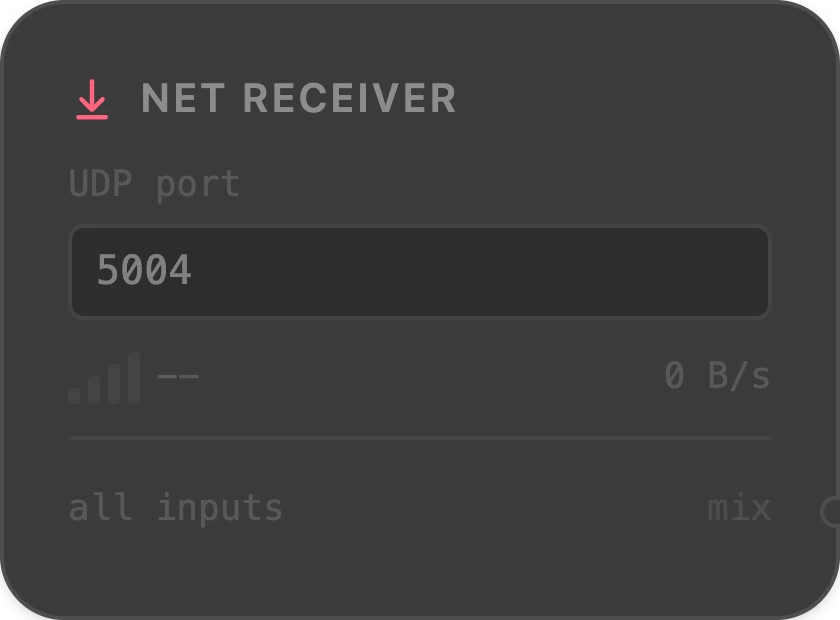 NET RECEIVER
UDP port
5004
-- 0 B/s
all inputs mix